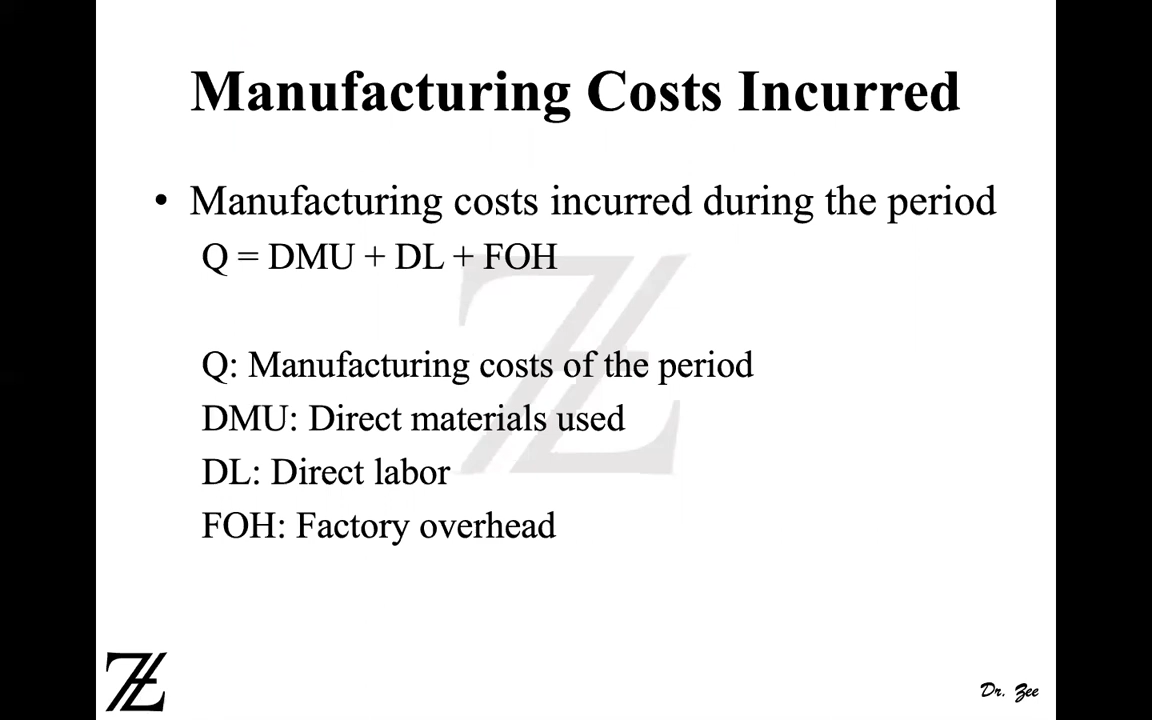 Manufacturing Costs Incurred
• Manufacturing costs incurred during the period
Q = DMU + DL + FOH
Q: Manufacturing costs of the period
DMU: Direct materials used
DL: Direct labor
FOH: Factory overhead
Dr. Zee